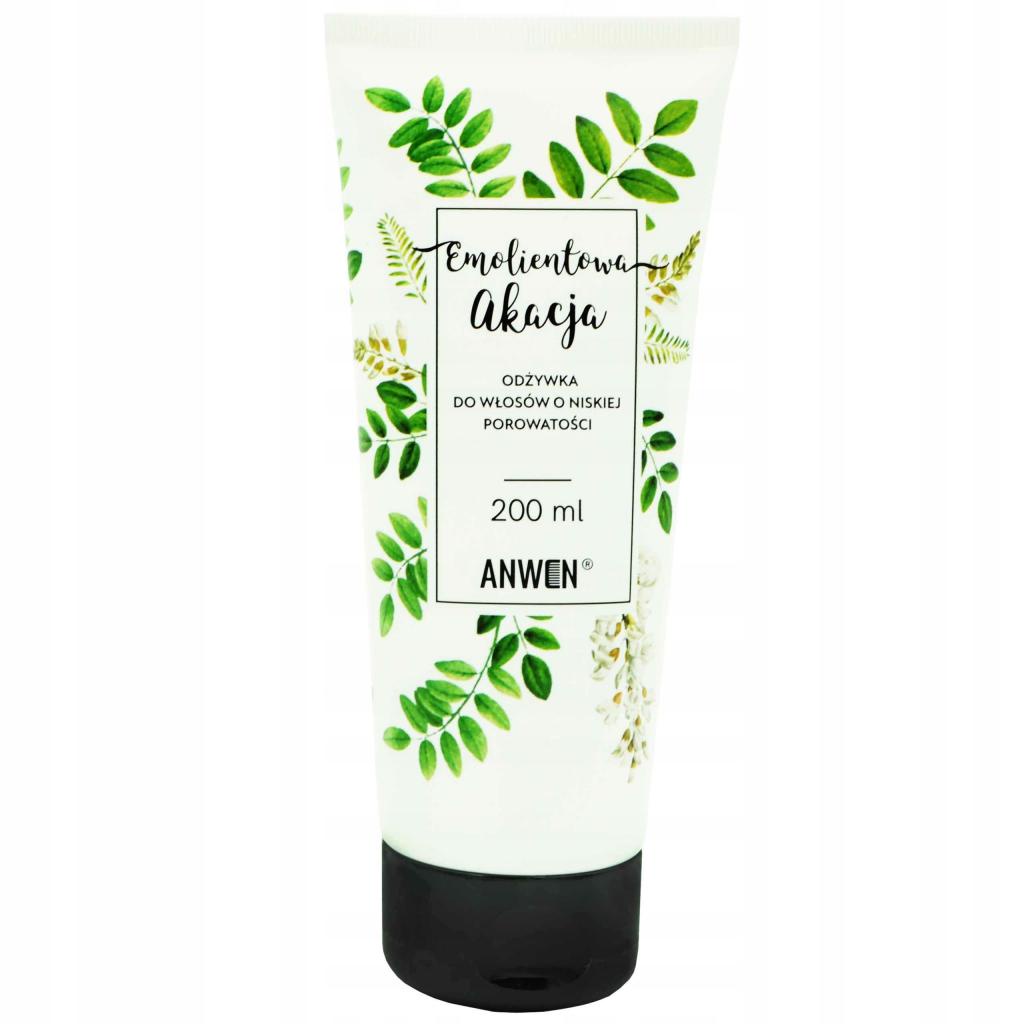 Emolientowa
Akacja
ODŻYWKA
DO WŁOSÓW O NISKIEJ
POROWATOŚCI
200 ml
ANWEN®